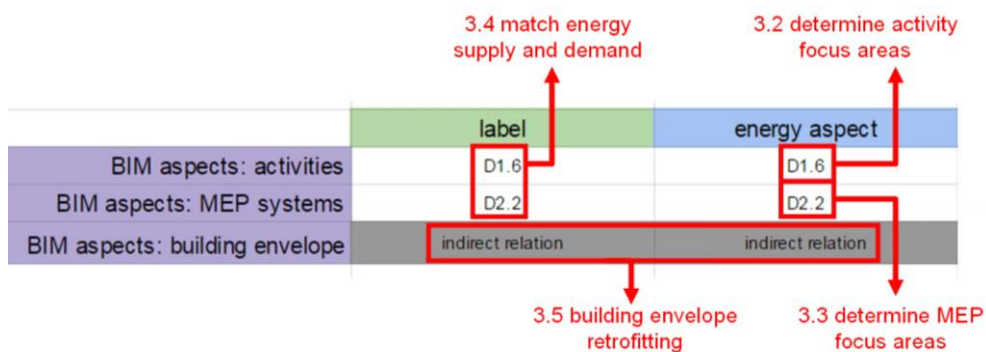 3.4 match energy
supply and demand
3.2 determine activity
focus areas
label energy aspect
BIM aspects: activities D1.6 D1.6
BIM aspects: MEP systems D2.2 D2.2
BIM aspects: building envelope indirect relation indirect relation
3.5 building envelope
retrofitting
3.3 determine MEP
focus areas